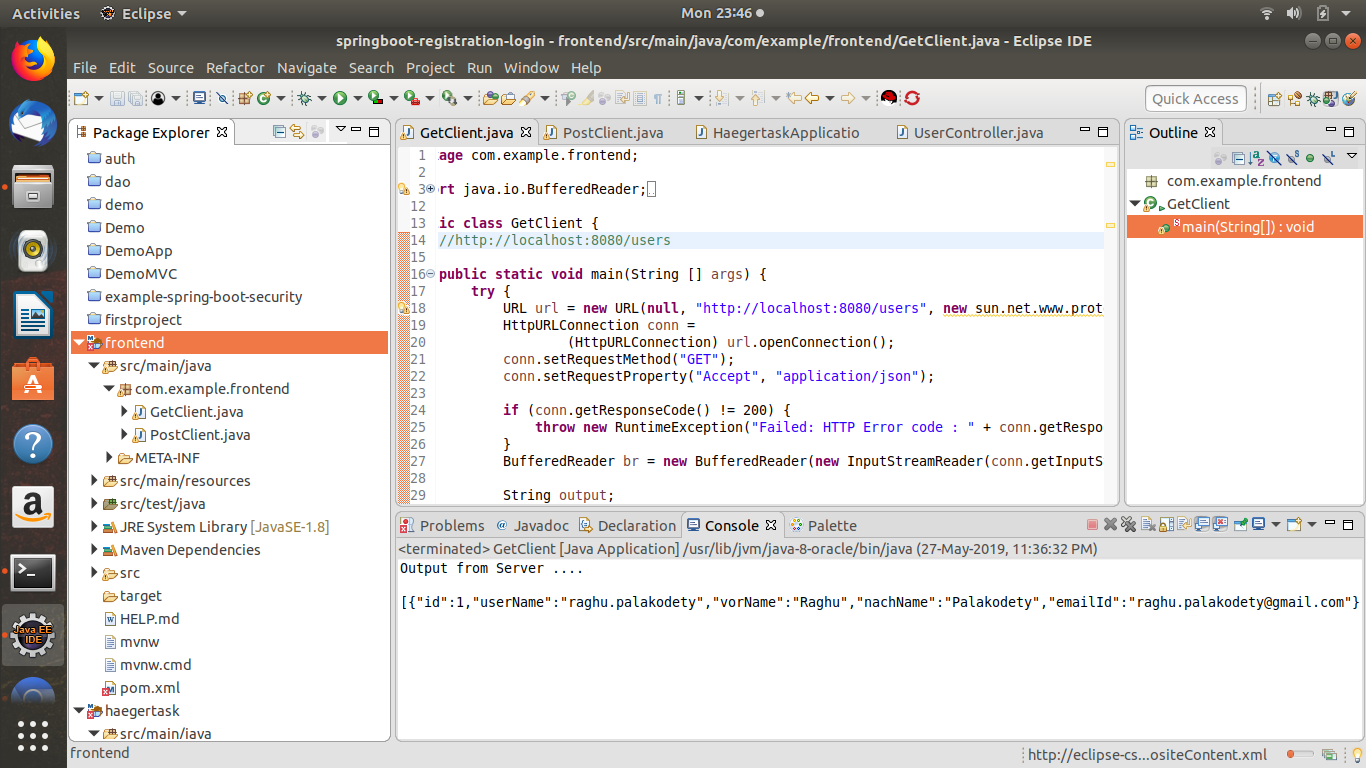 Activities Eclipse Mon 23:46
springboot-registration-login - frontend/src/main/java/com/example/frontend/GetClient.java - Eclipse IDE
File Edit Source Refactor Navigate Search Project Run Window Help
Quick Access
Package Explorer
auth
dao
demo
Demo
DemoApp
DemoMVC
example-spring-boot-security
firstproject
frontend
src/main/java
com.example.frontend
GetClient.java
PostClient.java
META-INF
src/main/resources
src/test/java
JRE System Library [JavaSE-1.8]
Maven Dependencies
src
target
HELP.md
mvnw
mvnw.cmd
pom.xml
haegertask
src/main/java
GetClient.java PostClient.java HaegertaskApplicatio UserController.java
1 age com.example.frontend;
2
3 rt java.io.BufferedReader;
12
13 ic class GetClient {
14 //http://localhost:8080/users
15
16 public static void main(String [] args) {
17 try {
18 URL url = new URL(null, "http://localhost:8080/users", new sun.net.www.prot
19 HttpURLConnection conn =
20 (HttpURLConnection) url.openConnection();
21 conn.setRequestMethod("GET");
22 conn.setRequestProperty("Accept", "application/json");
23
24 if (conn.getResponseCode() != 200) {
25 throw new RuntimeException("Failed: HTTP Error code : " + conn.getRespo
26 }
27 BufferedReader br = new BufferedReader(new InputStreamReader(conn.getInputS
28
29 String output;
Outline
com.example.frontend
GetClient
main(String[]) : void
Problems Javadoc Declaration Console Palette
<terminated> GetClient [Java Application] /usr/lib/jvm/java-8-oracle/bin/java (27-May-2019, 11:36:32 PM)
Output from Server ....
[{"id":1,"userName":"raghu.palakodety","vorName":"Raghu","nachName":"Palakodety","emailId":"raghu.palakodety@gmail.com"}
Java EE
IDE
frontend
http://eclipse-cs...ositeContent.xml